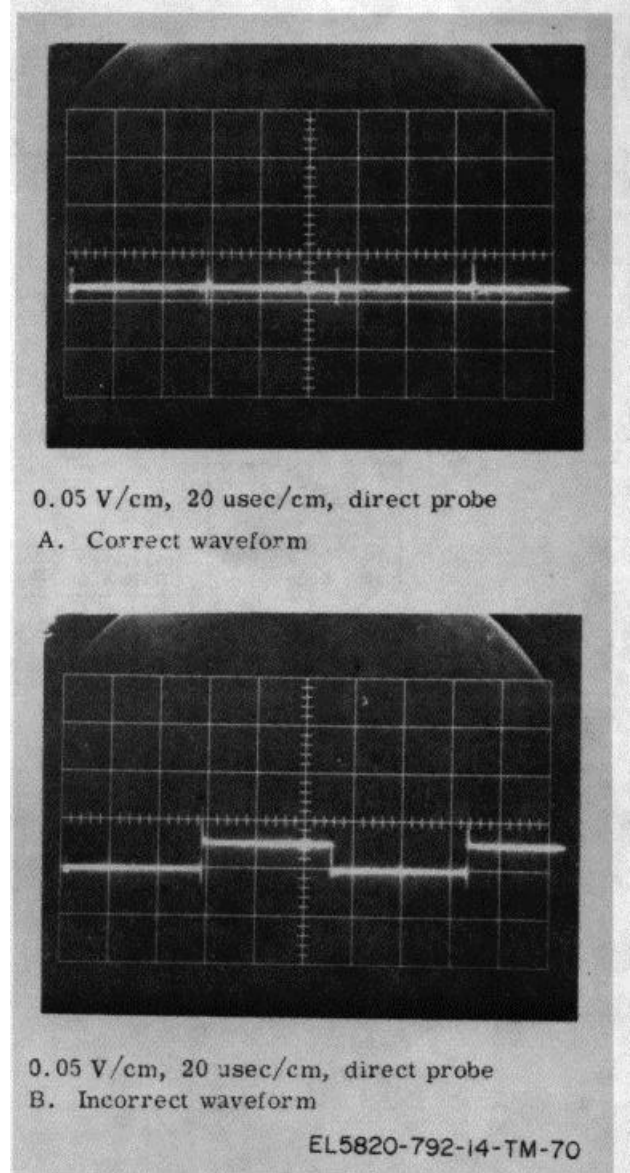 0.05 V/cm, 20 usec/cm, direct probe
A. Correct waveform
0.05 V/cm, 20 usec/cm, direct probe
B. Incorrect waveform
EL5820-792-14-TM-70